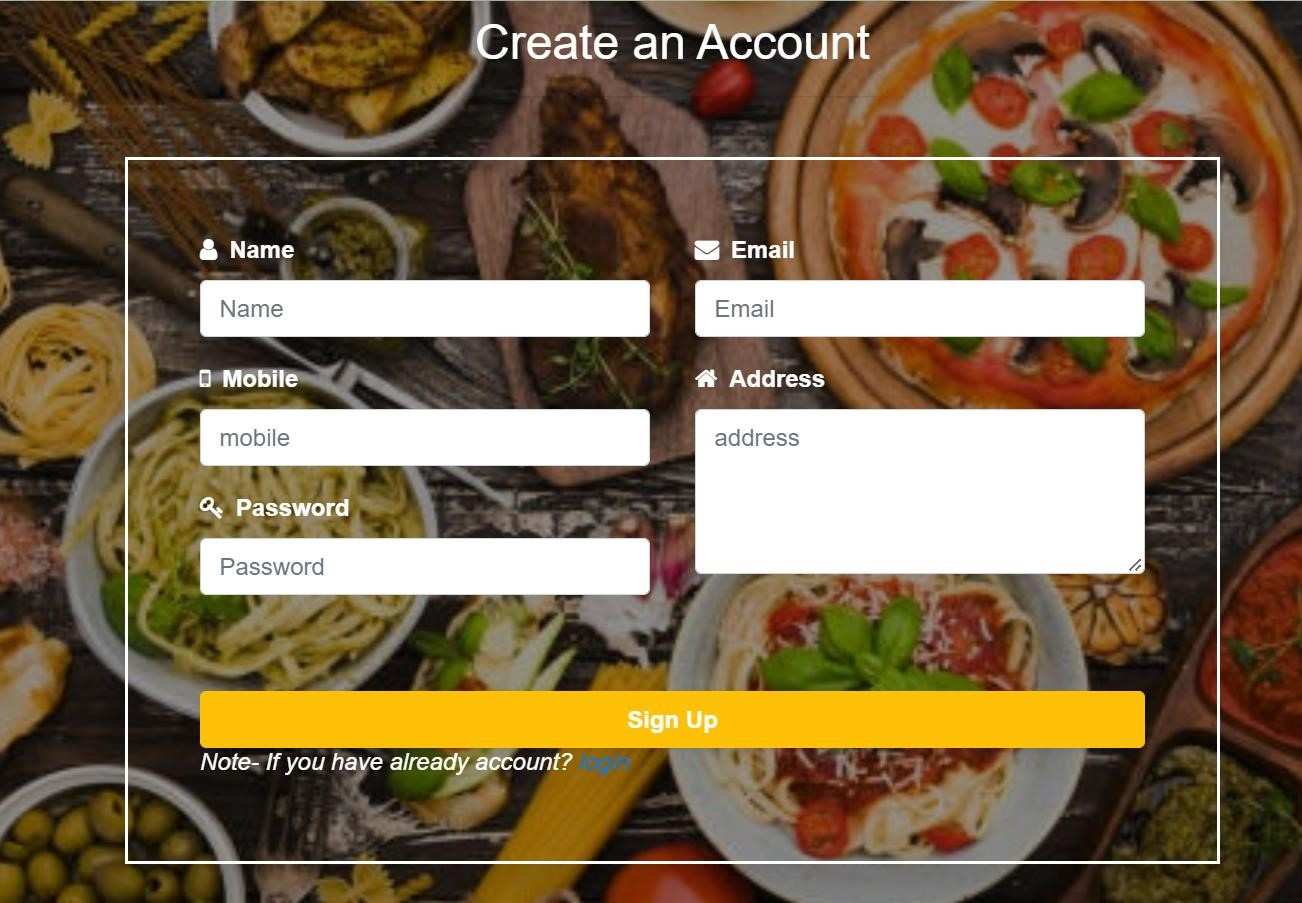 Create an Account
Name
Email
Name
Email
Mobile
Address
mobile
address
Password
Password
Sign Up
Note- If you have already account? login